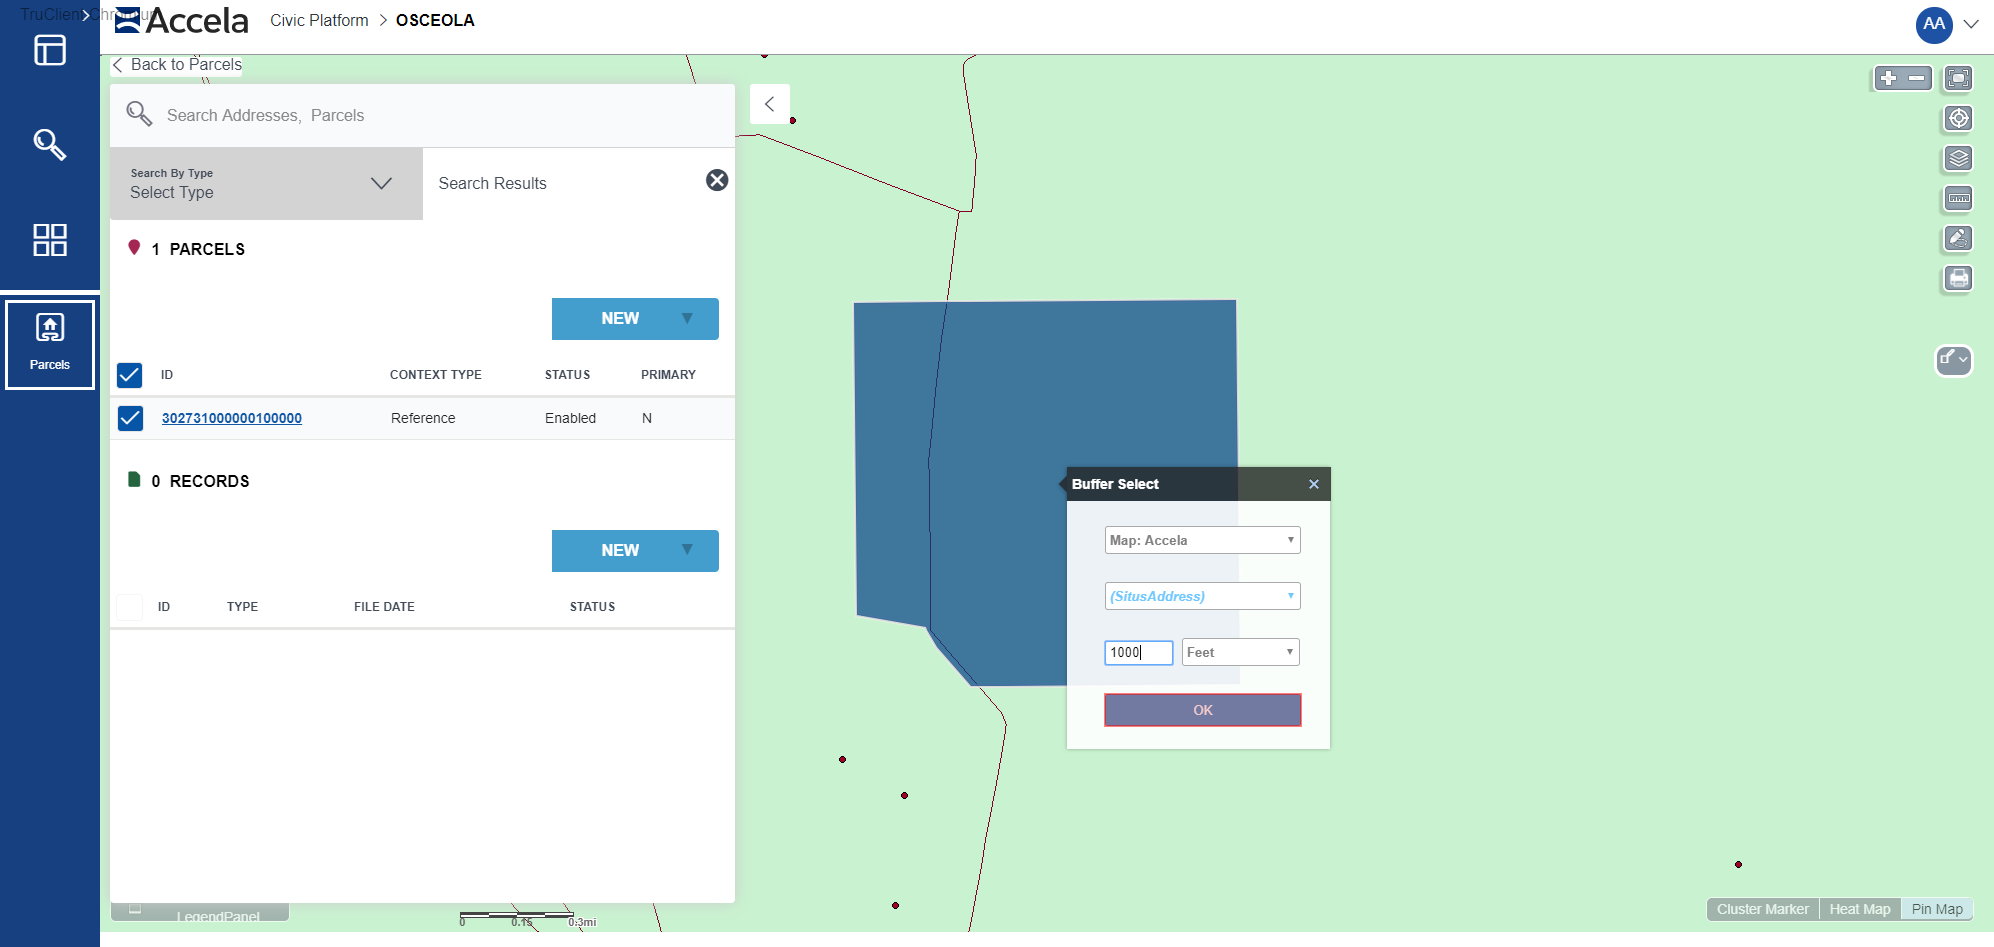 TruClient Chromium
Accela
Civic Platform > OSCEOLA
AA
Back to Parcels
Search Addresses, Parcels
Search By Type
Select Type
Search Results
1 PARCELS
NEW
ID CONTEXT TYPE STATUS PRIMARY
302731000000100000 Reference Enabled N
0 RECORDS
NEW
ID TYPE FILE DATE STATUS
Parcels
Buffer Select
Map: Accela
(SitusAddress)
1000 Feet
OK
LegendPanel
0 0.15 0.3mi
Cluster Marker Heat Map Pin Map